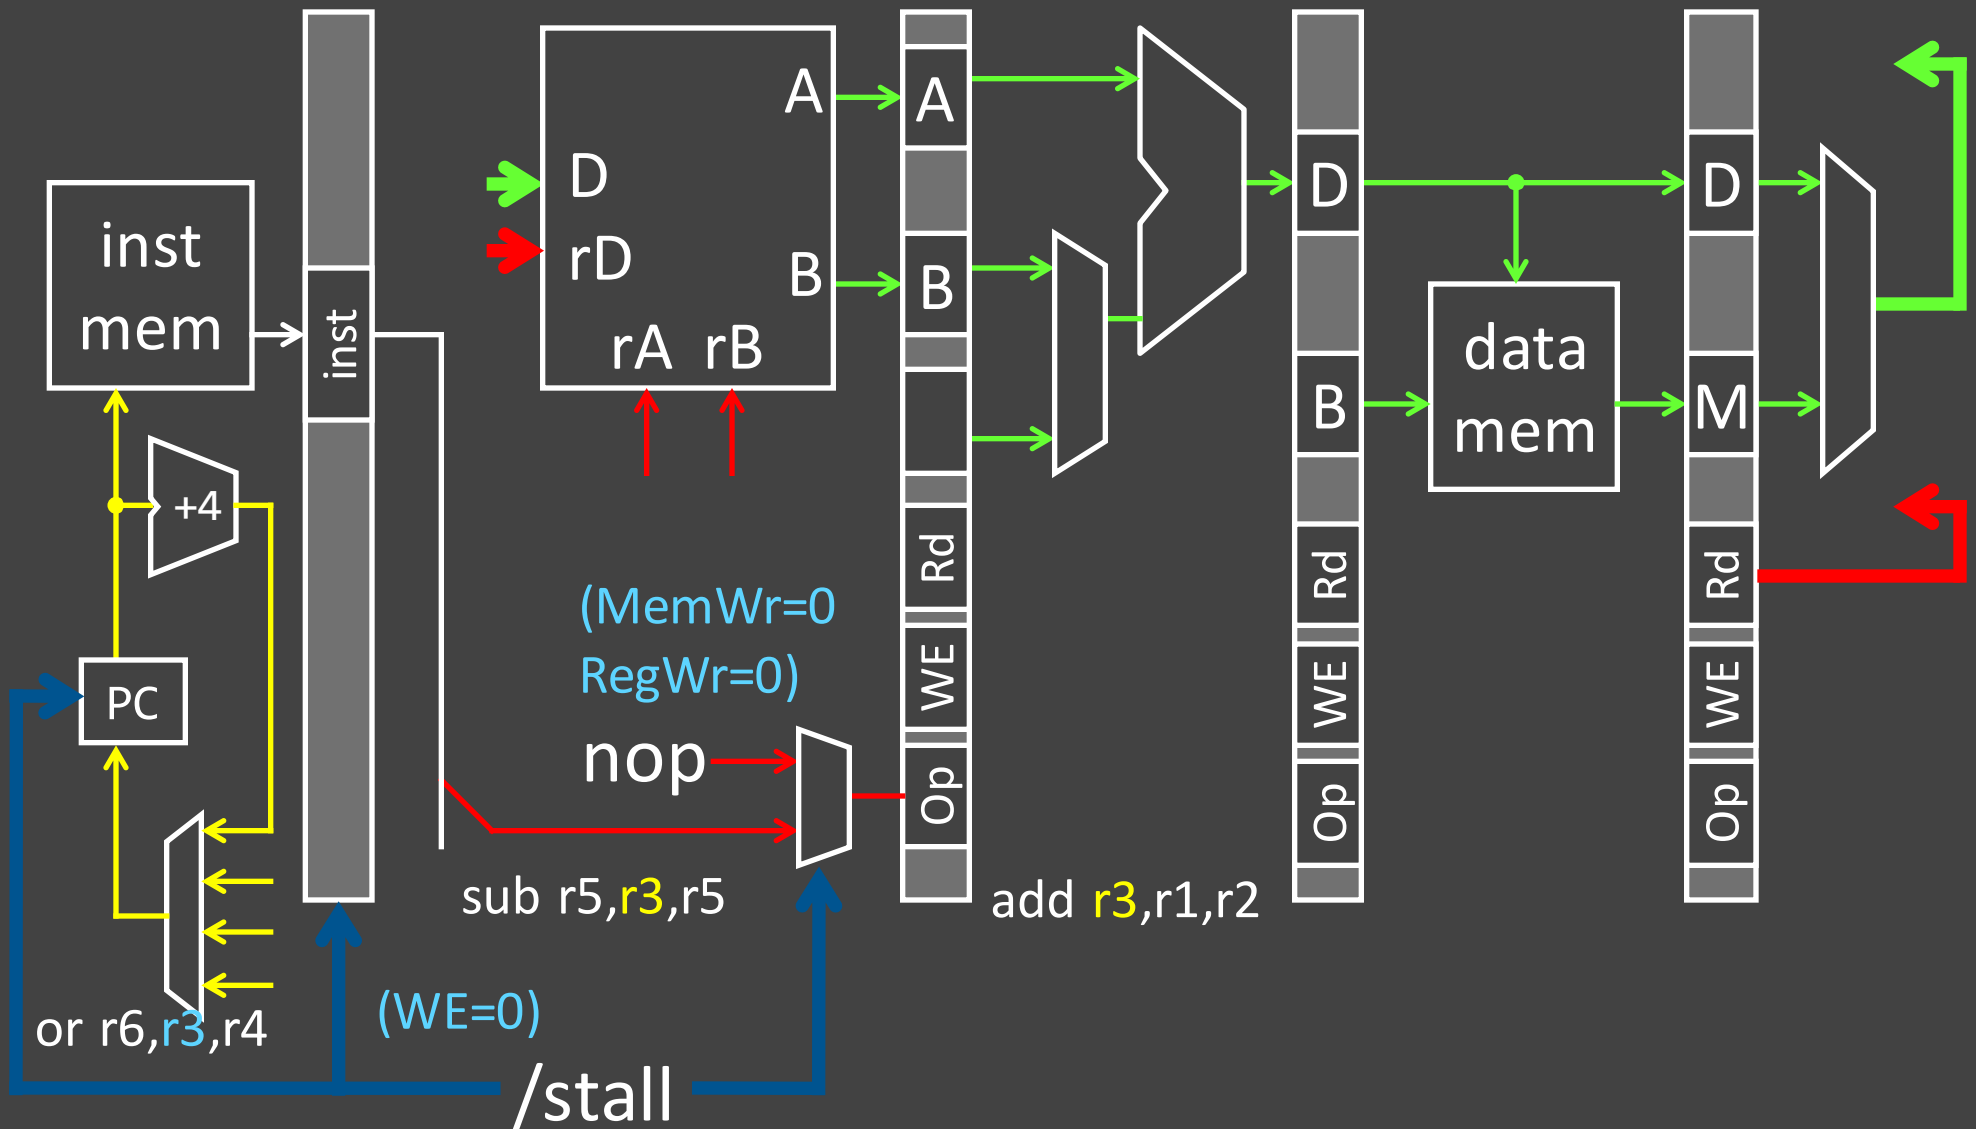 inst
mem
+4
PC
or r6,r3,r4
inst
D
rD
A
B
rA rB
(MemWr=0
RegWr=0)
nop
sub r5,r3,r5
(WE=0)
/stall
A
B
Rd
WE
Op
add r3,r1,r2
D
B
Rd
WE
Op
data
mem
D
M
Rd
WE
Op